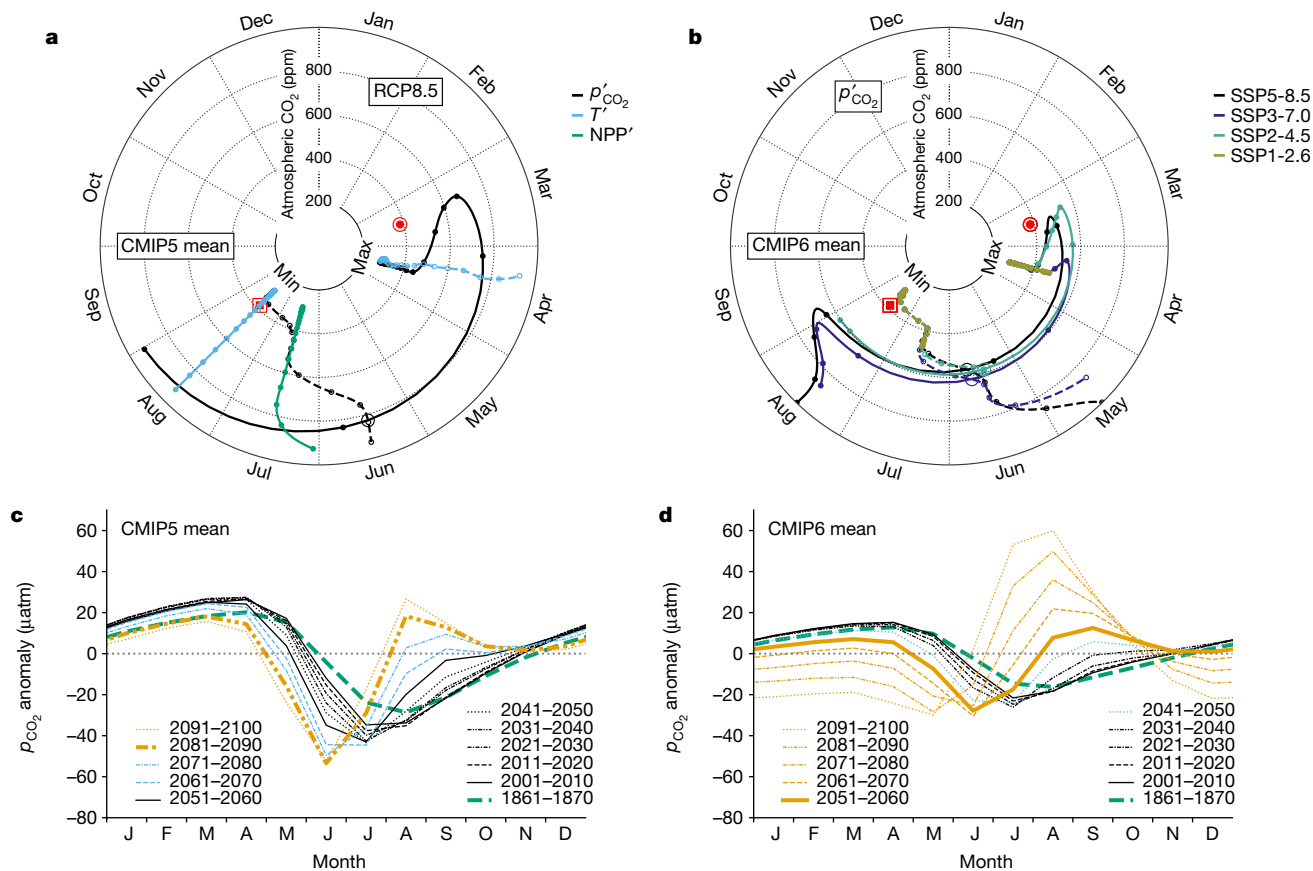 a
Dec
Jan
Feb
Mar
Apr
May
Jun
Jul
Aug
Sep
Oct
Nov
Atmospheric CO2 (ppm)
800
600
400
200
RCP8.5
CMIP5 mean
Max
Min
p′CO2
T′
NPP′
b
Dec
Jan
Feb
Mar
Apr
May
Jun
Jul
Aug
Sep
Oct
Nov
Atmospheric CO2 (ppm)
800
600
400
200
p′CO2
CMIP6 mean
Max
Min
SSP5-8.5
SSP3-7.0
SSP2-4.5
SSP1-2.6
c
CMIP5 mean
pCO2 anomaly (μatm)
60
40
20
0
–20
–40
–60
–80
2091–2100
2081–2090
2071–2080
2061–2070
2051–2060
2041–2050
2031–2040
2021–2030
2011–2020
2001–2010
1861–1870
J F M A M J J A S O N D
Month
d
CMIP6 mean
pCO2 anomaly (μatm)
60
40
20
0
–20
–40
–60
–80
2091–2100
2081–2090
2071–2080
2061–2070
2051–2060
2041–2050
2031–2040
2021–2030
2011–2020
2001–2010
1861–1870
J F M A M J J A S O N D
Month